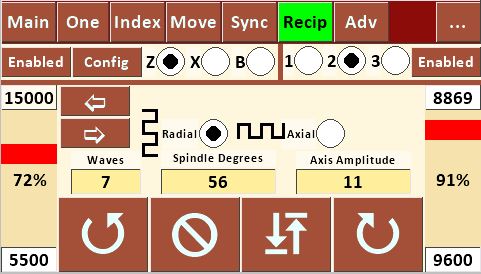 Main One Index Move Sync Recip Adv ...
Enabled Config Z X B 1 2 3 Enabled
15000 8869
Radial Axial
Waves Spindle Degrees Axis Amplitude
72% 7 56 11 91%
5500 9600